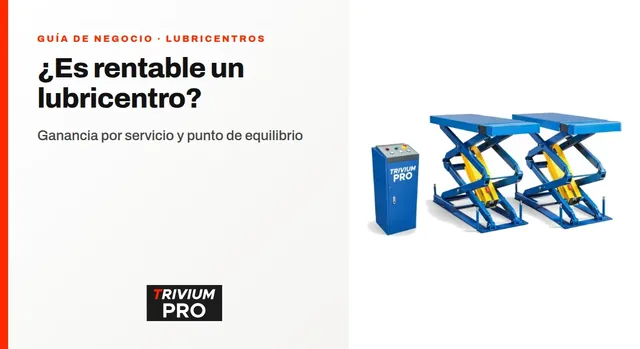 GUÍA DE NEGOCIO · LUBRICENTROS
¿Es rentable un
lubricentro?
Ganancia por servicio y punto de equilibrio
TRIVIUM
PRO
TRIVIUM
PRO